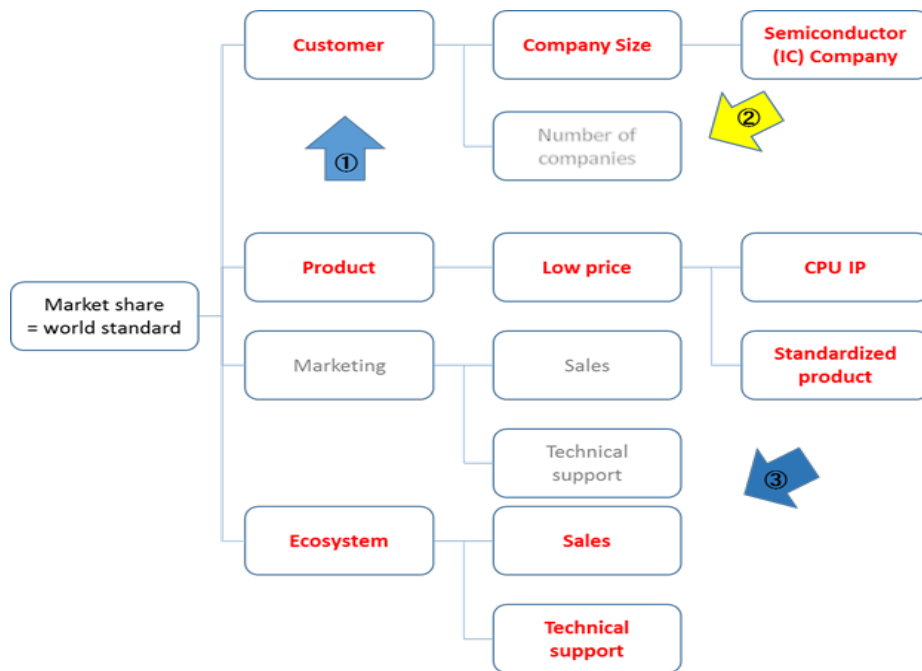 Customer
Company Size
Semiconductor
(IC) Company
①
②
Number of
companies
Product
Low price
CPU IP
Market share
= world standard
Marketing
Sales
Standardized
product
Technical
support
③
Ecosystem
Sales
Technical
support